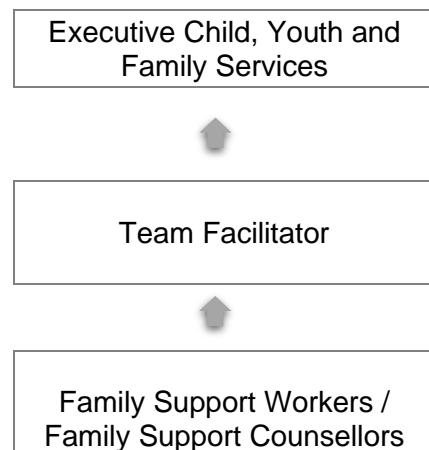 Executive Child, Youth and
Family Services
Team Facilitator
Family Support Workers /
Family Support Counsellors